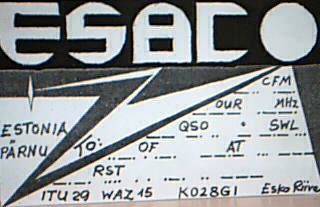 ES8CO
CFM
OUR MHz
ESTONIA QSO • SWL
PÄRNU TO: OF AT
RST
ITU 29 WAZ 15 KO28GI Esko Riive